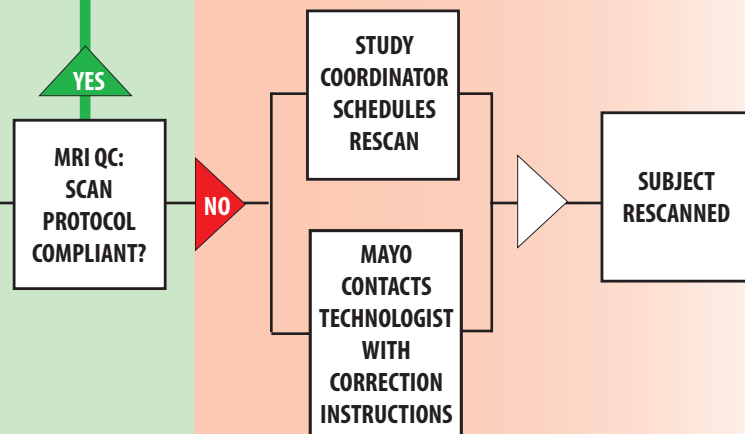 YES
MRI QC:
SCAN
PROTOCOL
COMPLIANT?
NO
STUDY
COORDINATOR
SCHEDULES
RESCAN
MAYO
CONTACTS
TECHNOLOGIST
WITH
CORRECTION
INSTRUCTIONS
SUBJECT
RESCANNED